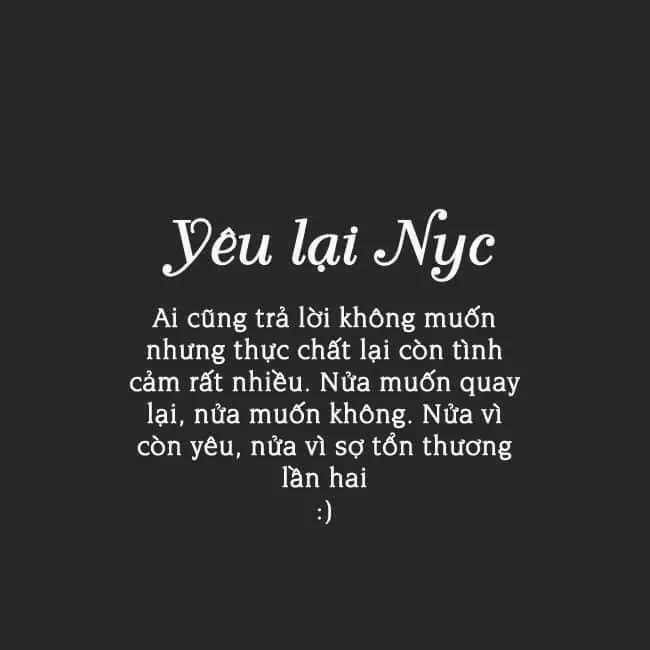 Yêu lại Nyc
Ai cũng trả lời không muốn
nhưng thực chất lại còn tình
cảm rất nhiều. Nửa muốn quay
lại, nửa muốn không. Nửa vì
còn yêu, nửa vì sợ tổn thương
lần hai
:)